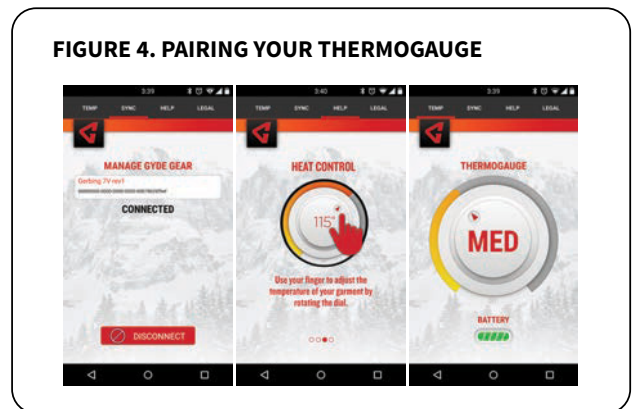 FIGURE 4. PAIRING YOUR THERMOGAUGE
3:39
TEMP SYNC HELP LEGAL
MANAGE GYDE GEAR
Gerbing 7V rev1
CONNECTED
DISCONNECT
3:40
TEMP SYNC HELP LEGAL
HEAT CONTROL
115°
Use your finger to adjust the
temperature of your garment by
rotating the dial.
3:39
TEMP SYNC HELP LEGAL
THERMOGAUGE
MED
BATTERY